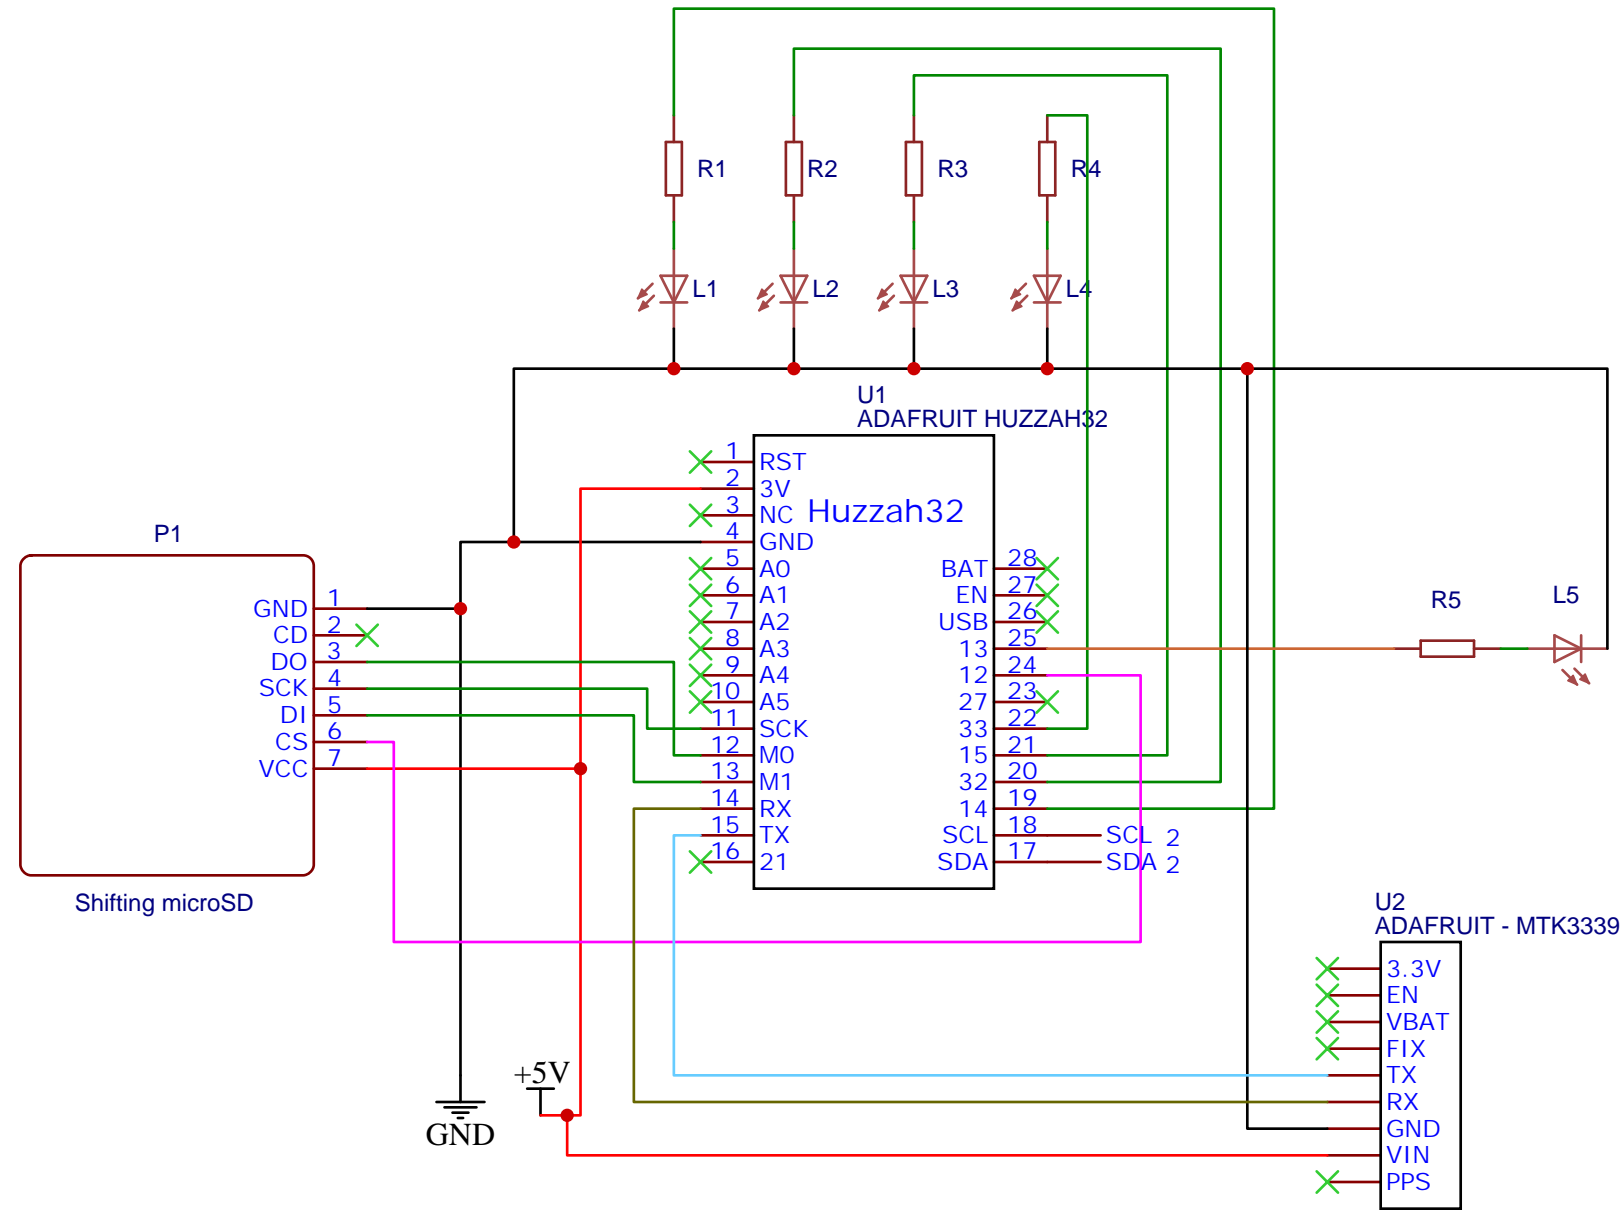 R1
R2
R3
R4
L1
L2
L3
L4
U1
ADAFRUIT HUZZAH32
Huzzah32
1 RST
2 3V
3 NC
4 GND
5 A0
6 A1
7 A2
8 A3
9 A4
10 A5
11 SCK
12 M0
13 M1
14 RX
15 TX
16 21
BAT 28
EN 27
USB 26
13 25
12 24
27 23
33 22
15 21
32 20
14 19
SCL 18 SCL 2
SDA 17 SDA 2
R5
L5
P1
GND 1
CD 2
DO 3
SCK 4
DI 5
CS 6
VCC 7
Shifting microSD
+5V
GND
U2
ADAFRUIT - MTK3339
3.3V
EN
VBAT
FIX
TX
RX
GND
VIN
PPS